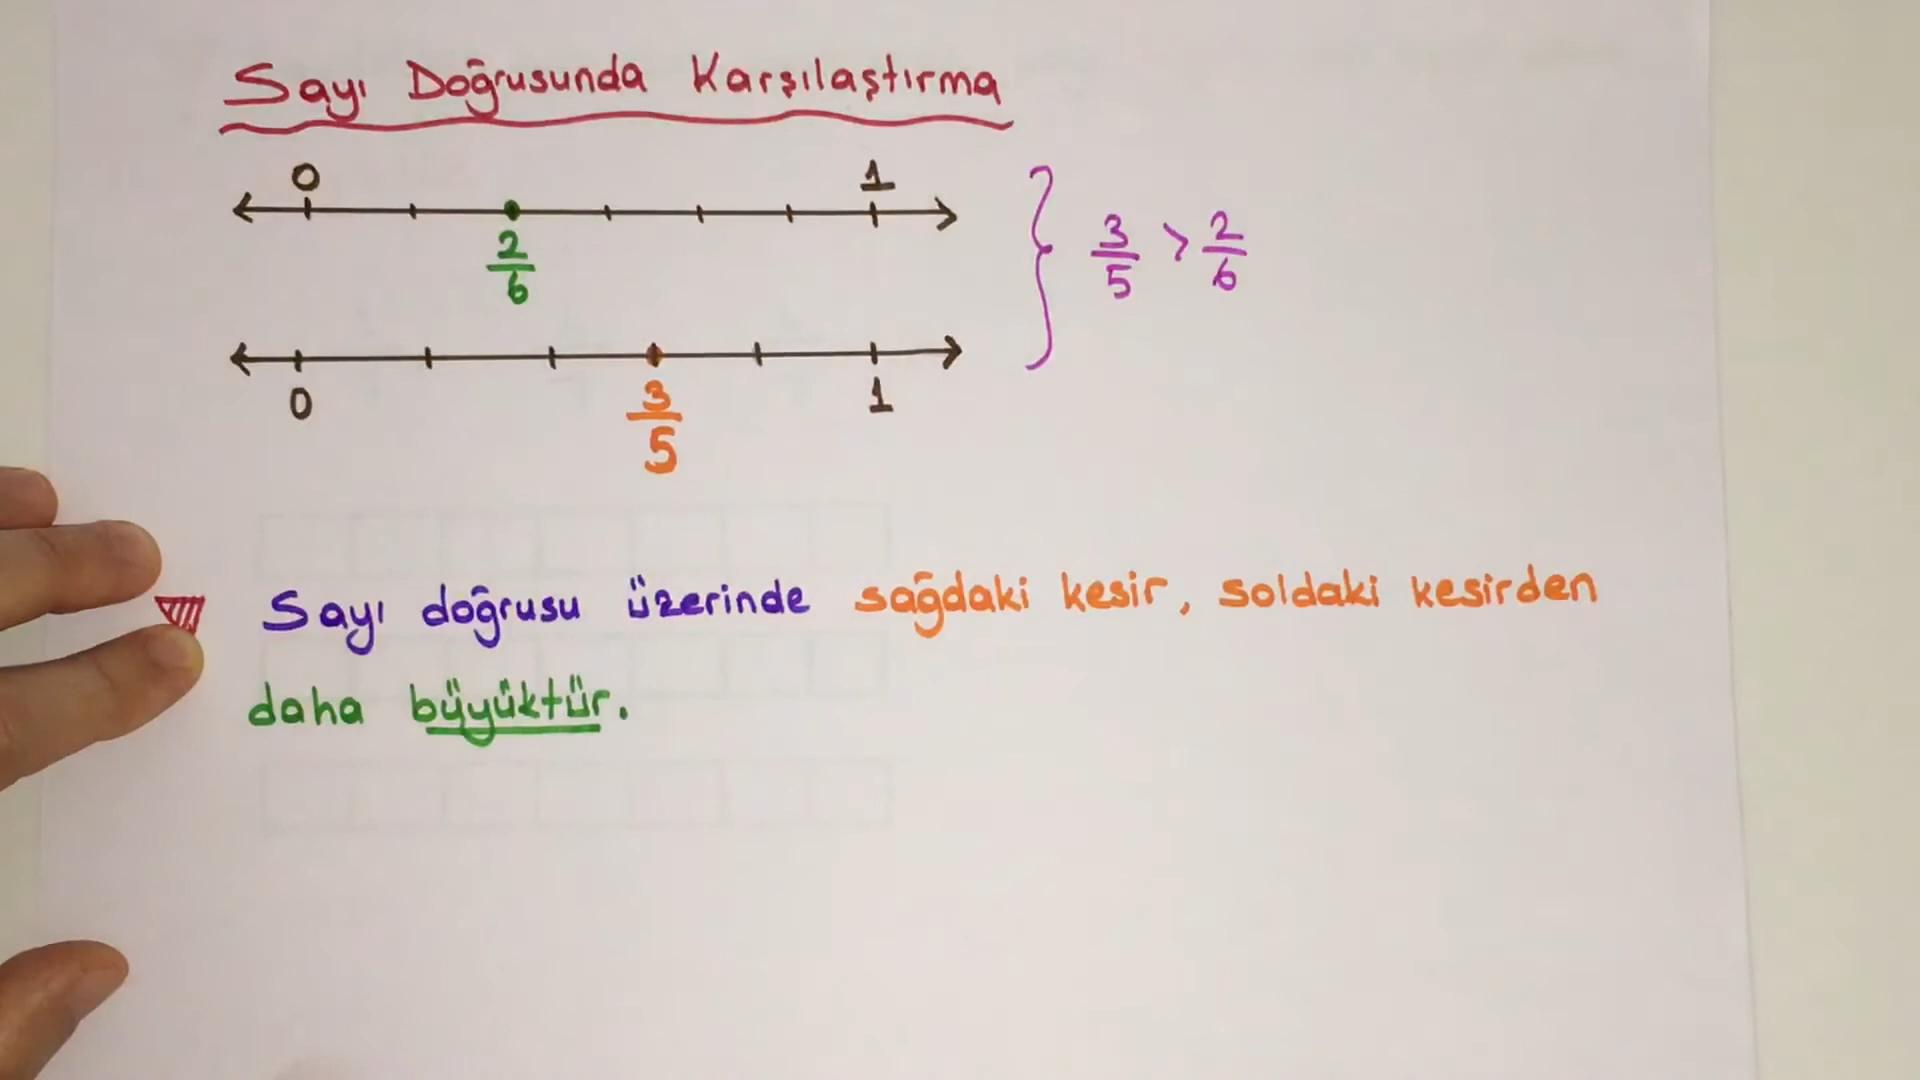 Sayı Doğrusunda Karşılaştırma
0 1
2/6
3/5 > 2/6
0 1
3/5
Sayı doğrusu üzerinde sağdaki kesir, soldaki kesirden
daha büyüktür.